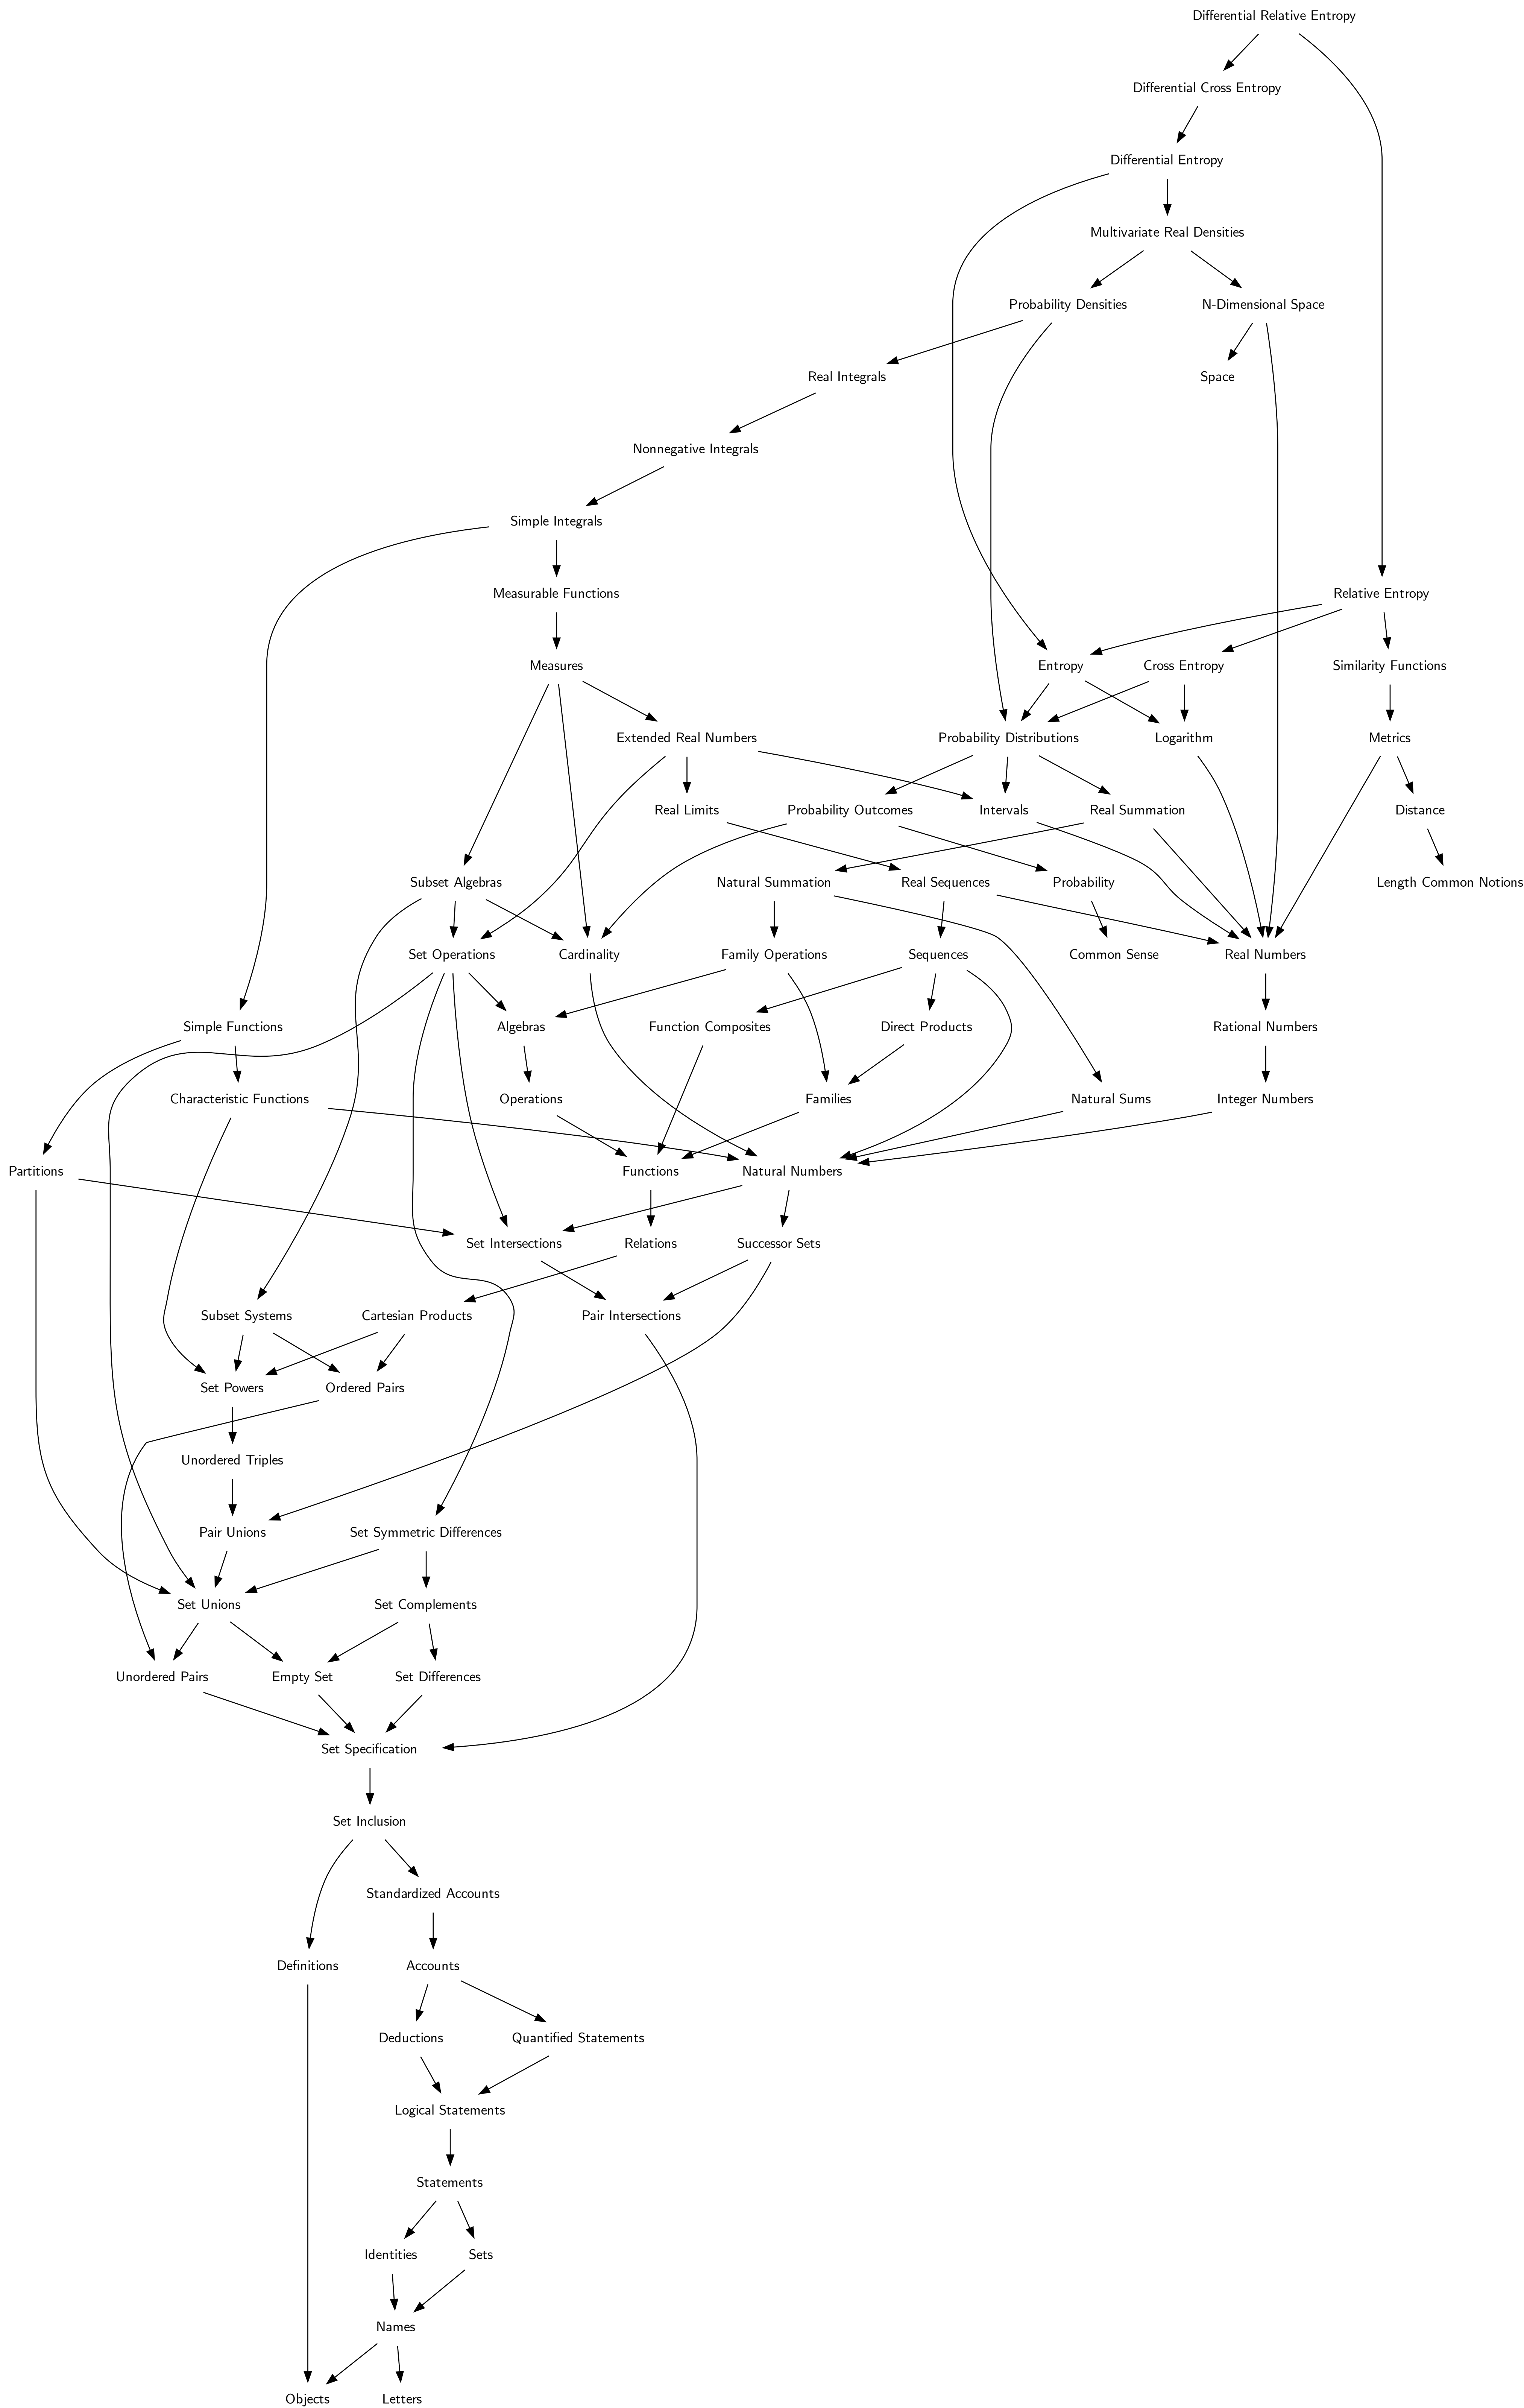 Differential Relative Entropy
Differential Cross Entropy
Differential Entropy
Multivariate Real Densities
Probability Densities
N-Dimensional Space
Real Integrals
Space
Nonnegative Integrals
Simple Integrals
Measurable Functions
Relative Entropy
Measures
Entropy
Cross Entropy
Similarity Functions
Extended Real Numbers
Probability Distributions
Logarithm
Metrics
Real Limits
Probability Outcomes
Intervals
Real Summation
Distance
Subset Algebras
Natural Summation
Real Sequences
Probability
Length Common Notions
Set Operations
Cardinality
Family Operations
Sequences
Common Sense
Real Numbers
Simple Functions
Algebras
Function Composites
Direct Products
Rational Numbers
Characteristic Functions
Operations
Families
Natural Sums
Integer Numbers
Partitions
Functions
Natural Numbers
Set Intersections
Relations
Successor Sets
Subset Systems
Cartesian Products
Pair Intersections
Set Powers
Ordered Pairs
Unordered Triples
Pair Unions
Set Symmetric Differences
Set Unions
Set Complements
Unordered Pairs
Empty Set
Set Differences
Set Specification
Set Inclusion
Standardized Accounts
Definitions
Accounts
Deductions
Quantified Statements
Logical Statements
Statements
Identities
Sets
Names
Objects
Letters